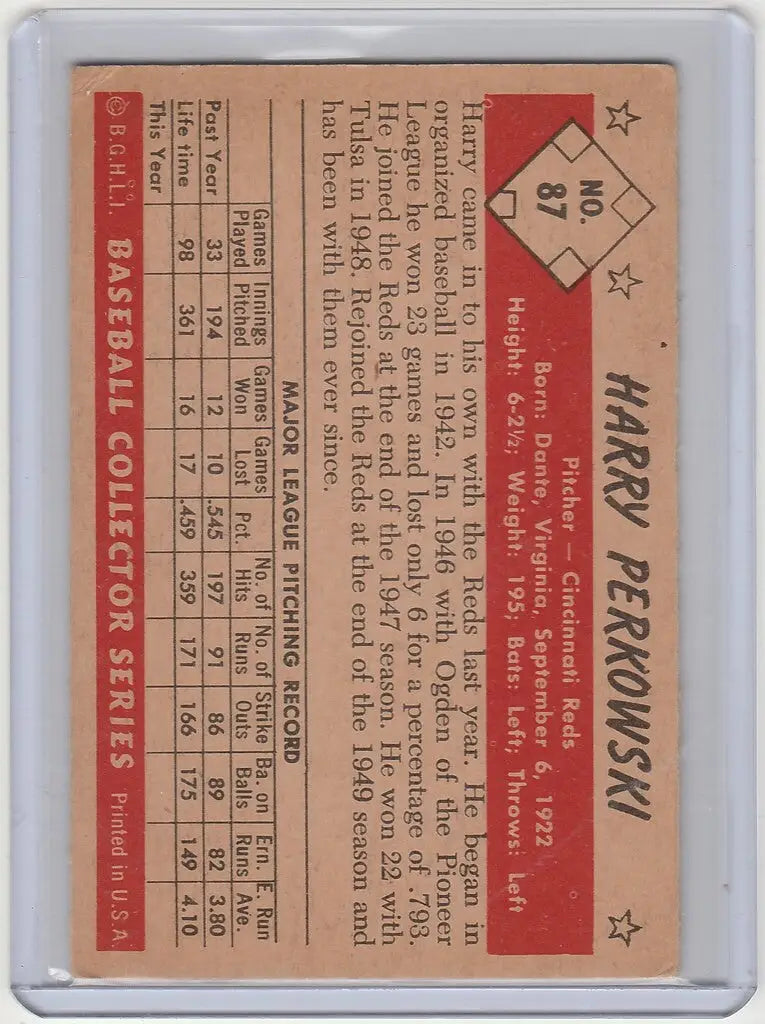 HARRY PERKOWSKI
NO.
87
Pitcher — Cincinnati Reds
Born: Dante, Virginia, September 6, 1922
Height: 6-2½; Weight: 195; Bats: Left; Throws: Left
Harry came in to his own with the Reds last year. He began in
organized baseball in 1942. In 1946 with Ogden of the Pioneer
League he won 23 games and lost only 6 for a percentage of .793.
He joined the Reds at the end of the 1947 season. He won 22 with
Tulsa in 1948. Rejoined the Reds at the end of the 1949 season and
has been with them ever since.
MAJOR LEAGUE PITCHING RECORD
Games Innings Games Games No. of No. of Strike Ba. on Ern. E. Run
Played Pitched Won Lost Pct. Hits Runs Outs Balls Runs Ave.
Past Year 33 194 12 10 .545 197 91 86 89 82 3.80
Life time 98 361 16 17 .459 359 171 166 175 149 4.10
This Year
© B.G.H.L.I. BASEBALL COLLECTOR SERIES Printed in U.S.A.